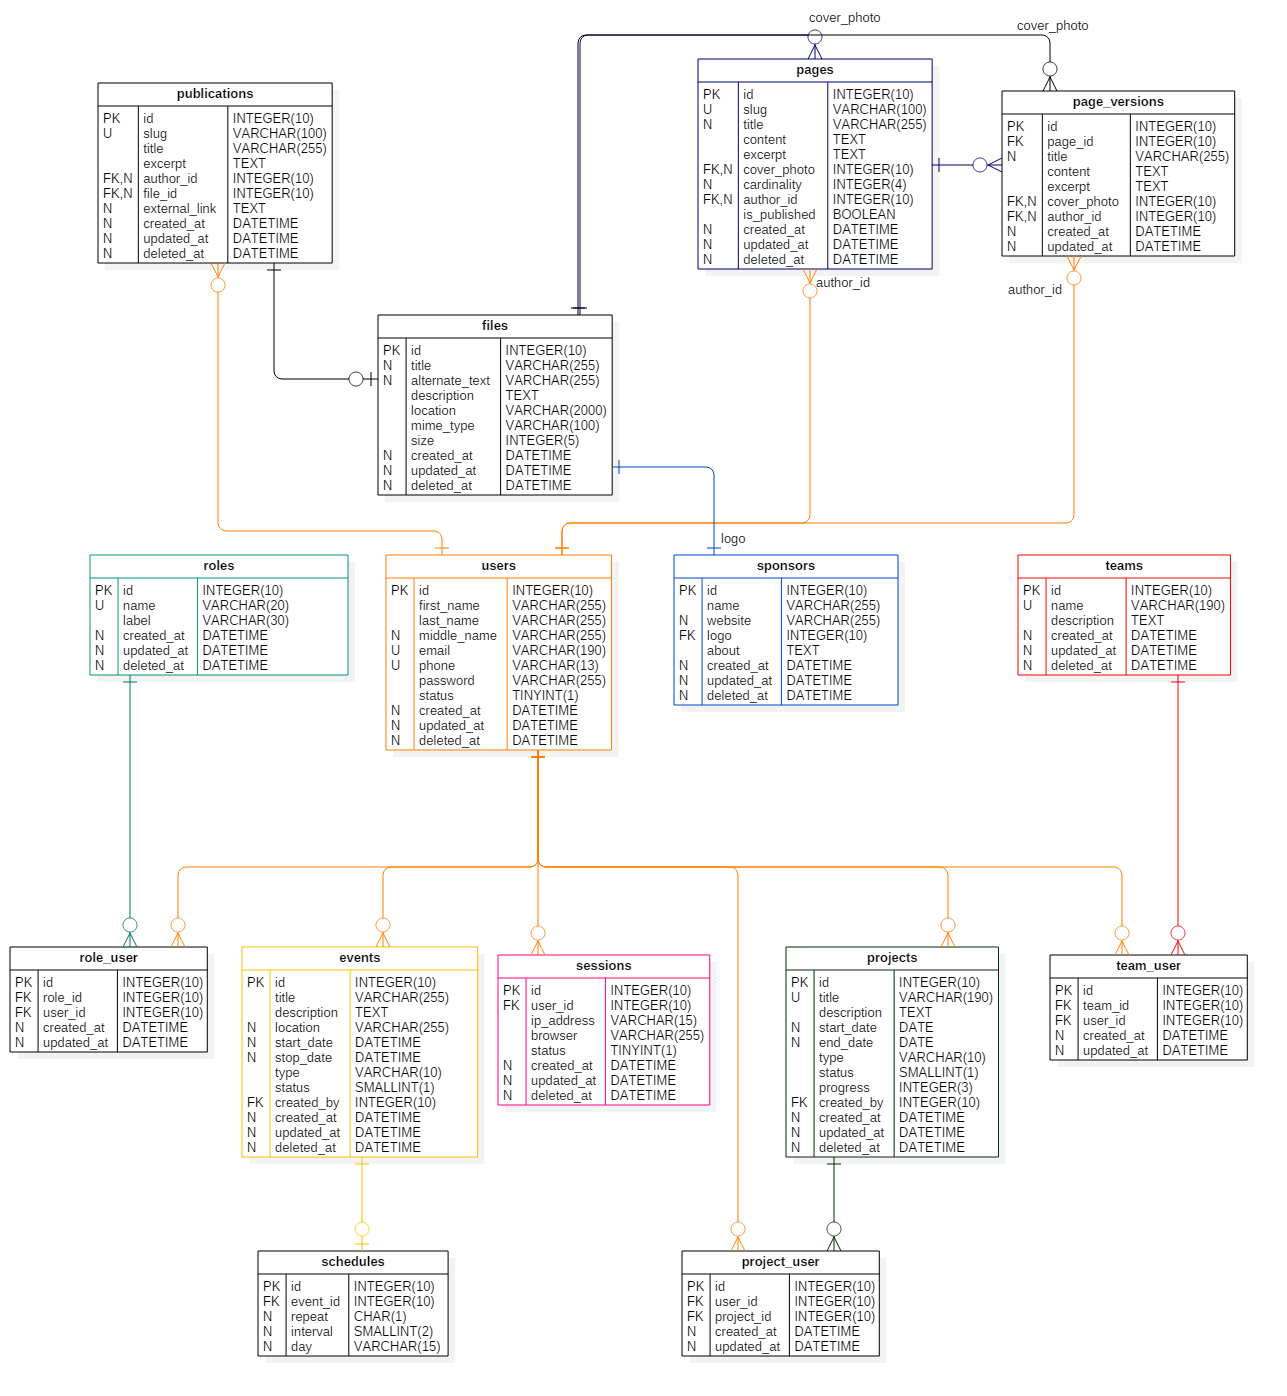 cover_photo
cover_photo
publications
PK id INTEGER(10)
U slug VARCHAR(100)
title VARCHAR(255)
excerpt TEXT
FK,N author_id INTEGER(10)
FK,N file_id INTEGER(10)
N external_link TEXT
N created_at DATETIME
N updated_at DATETIME
N deleted_at DATETIME
pages
PK id INTEGER(10)
U slug VARCHAR(100)
N title VARCHAR(255)
content TEXT
excerpt TEXT
FK,N cover_photo INTEGER(10)
N cardinality INTEGER(4)
FK,N author_id INTEGER(10)
is_published BOOLEAN
N created_at DATETIME
N updated_at DATETIME
N deleted_at DATETIME
page_versions
PK id INTEGER(10)
FK page_id INTEGER(10)
N title VARCHAR(255)
content TEXT
excerpt TEXT
FK,N cover_photo INTEGER(10)
FK,N author_id INTEGER(10)
N created_at DATETIME
N updated_at DATETIME
author_id
author_id
files
PK id INTEGER(10)
N title VARCHAR(255)
N alternate_text VARCHAR(255)
description TEXT
location VARCHAR(2000)
mime_type VARCHAR(100)
size INTEGER(5)
N created_at DATETIME
N updated_at DATETIME
N deleted_at DATETIME
logo
roles
PK id INTEGER(10)
U name VARCHAR(20)
label VARCHAR(30)
N created_at DATETIME
N updated_at DATETIME
N deleted_at DATETIME
users
PK id INTEGER(10)
first_name VARCHAR(255)
last_name VARCHAR(255)
N middle_name VARCHAR(255)
U email VARCHAR(190)
U phone VARCHAR(13)
password VARCHAR(255)
status TINYINT(1)
N created_at DATETIME
N updated_at DATETIME
N deleted_at DATETIME
sponsors
PK id INTEGER(10)
name VARCHAR(255)
N website VARCHAR(255)
FK logo INTEGER(10)
about TEXT
N created_at DATETIME
N updated_at DATETIME
N deleted_at DATETIME
teams
PK id INTEGER(10)
U name VARCHAR(190)
description TEXT
N created_at DATETIME
N updated_at DATETIME
N deleted_at DATETIME
role_user
PK id INTEGER(10)
FK role_id INTEGER(10)
FK user_id INTEGER(10)
N created_at DATETIME
N updated_at DATETIME
events
PK id INTEGER(10)
title VARCHAR(255)
description TEXT
N location VARCHAR(255)
N start_date DATETIME
N stop_date DATETIME
type VARCHAR(10)
status SMALLINT(1)
FK created_by INTEGER(10)
N created_at DATETIME
N updated_at DATETIME
N deleted_at DATETIME
sessions
PK id INTEGER(10)
FK user_id INTEGER(10)
ip_address VARCHAR(15)
browser VARCHAR(255)
status TINYINT(1)
N created_at DATETIME
N updated_at DATETIME
N deleted_at DATETIME
projects
PK id INTEGER(10)
U title VARCHAR(190)
description TEXT
N start_date DATE
N end_date DATE
type VARCHAR(10)
status SMALLINT(1)
progress INTEGER(3)
FK created_by INTEGER(10)
N created_at DATETIME
N updated_at DATETIME
N deleted_at DATETIME
team_user
PK id INTEGER(10)
FK team_id INTEGER(10)
FK user_id INTEGER(10)
N created_at DATETIME
N updated_at DATETIME
schedules
PK id INTEGER(10)
FK event_id INTEGER(10)
N repeat CHAR(1)
N interval SMALLINT(2)
N day VARCHAR(15)
project_user
PK id INTEGER(10)
FK user_id INTEGER(10)
FK project_id INTEGER(10)
N created_at DATETIME
N updated_at DATETIME